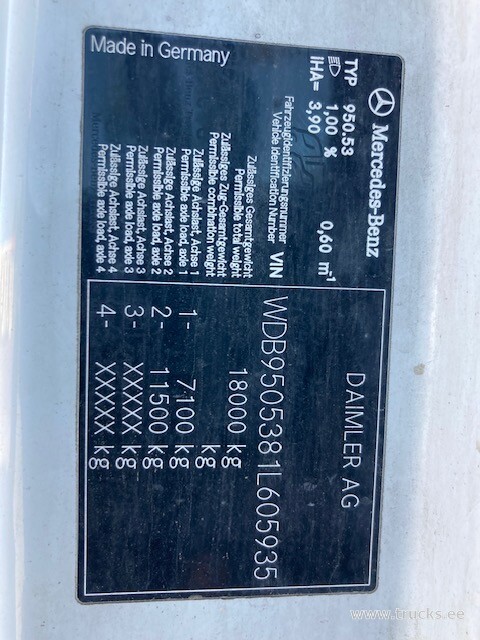 Mercedes-Benz
DAIMLER AG
TYP 950.53
1,00 % 0,60 m-1
IHA= 3,90
Fahrzeugidentifizierungsnummer
Vehicle Identification Number VIN WDB9505381L605935
Zulässiges Gesamtgewicht
Permissible total weight 18000 kg
Zulässiges Zug-Gesamtgewicht
Permissible combination weight kg
Zulässige Achslast, Achse 1
Permissible axle load, axle 1 1- 7100 kg
Zulässige Achslast, Achse 2
Permissible axle load, axle 2 2- 11500 kg
Zulässige Achslast, Achse 3
Permissible axle load, axle 3 3- XXXXX kg
Zulässige Achslast, Achse 4
Permissible axle load, axle 4 4- XXXXX kg
Made in Germany
www.trucks.ee